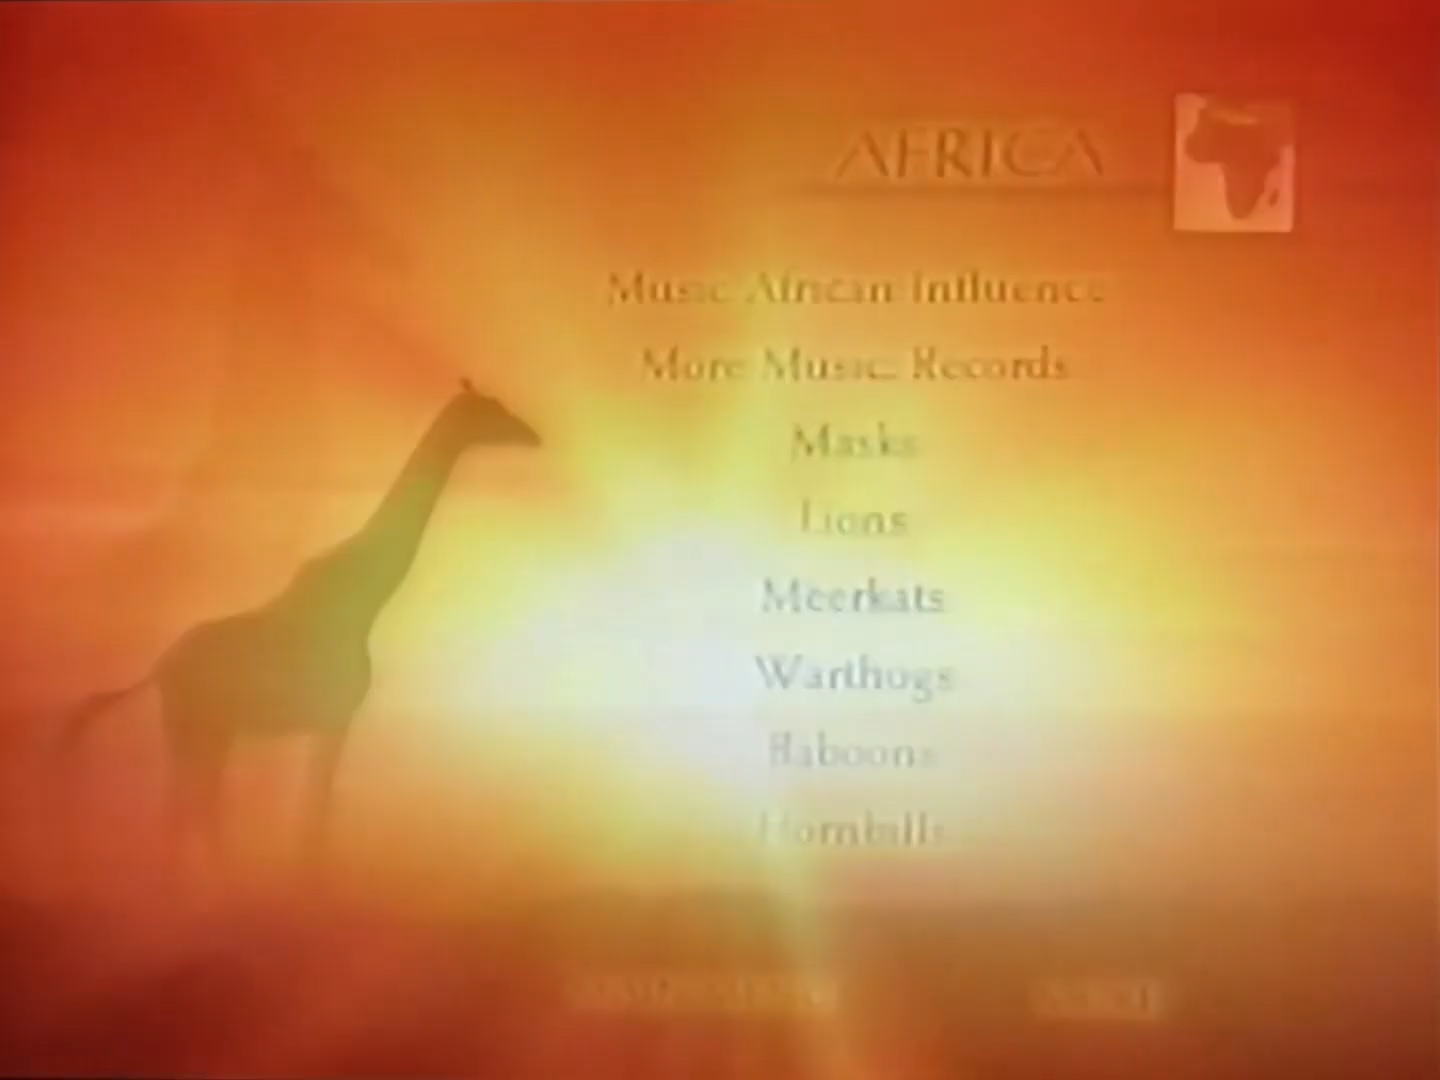 AFRICA
Music: African Influence
More Music: Records
Masks
Lions
Meerkats
Warthogs
Baboons
Hornbills